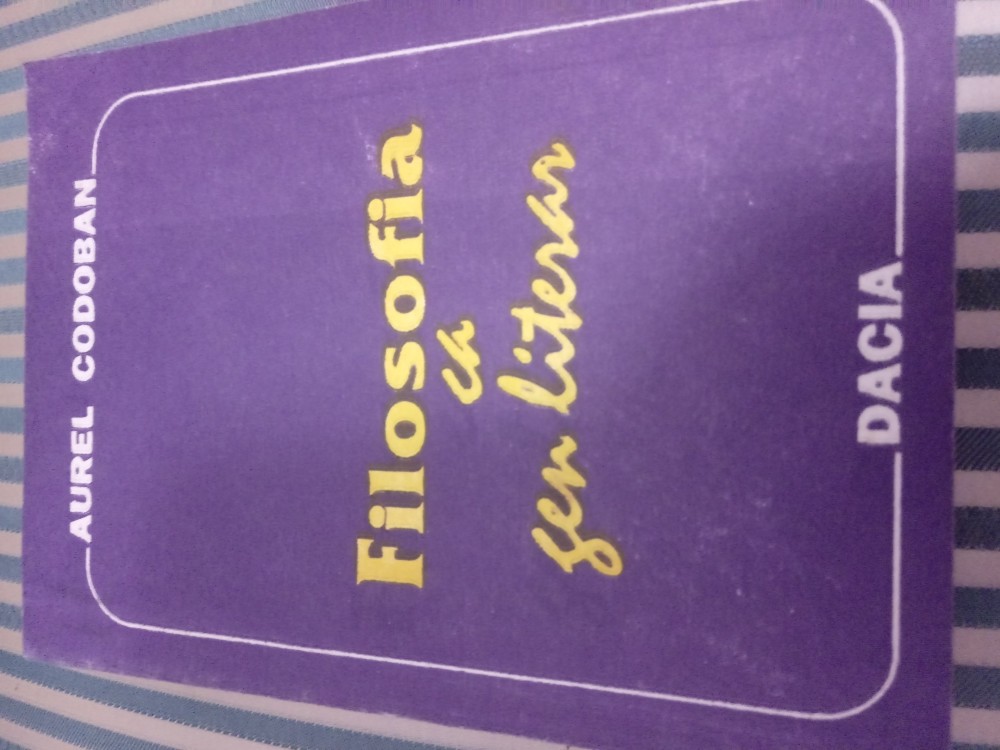 AUREL CODOBAN
Filosofia
ca
gen literar
DACIA